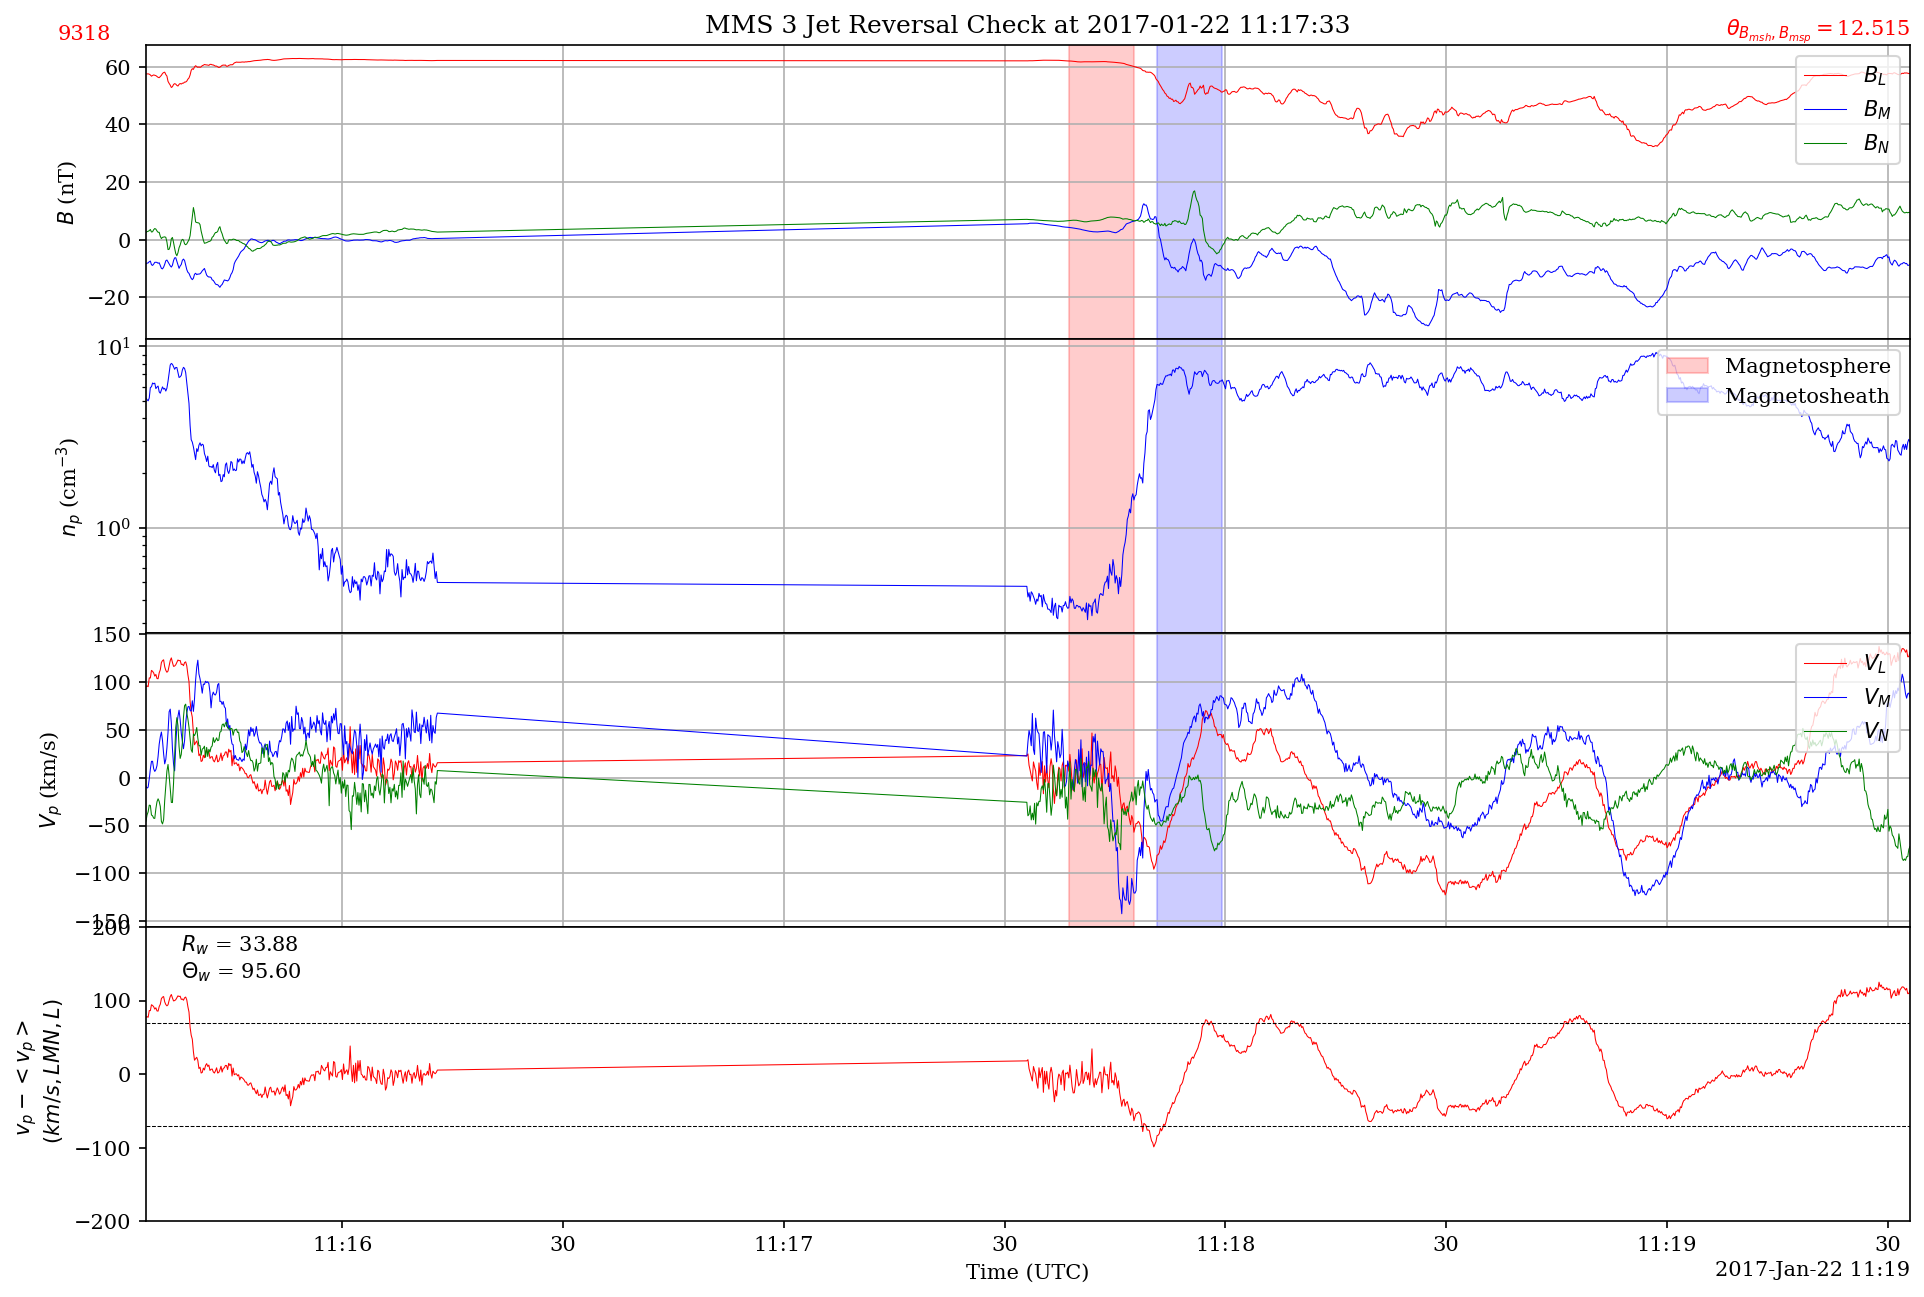 MMS 3 Jet Reversal Check at 2017-01-22 11:17:33
9318
θ_{B_{msh}, B_{msp}} = 12.515
60
40
20
0
−20
B (nT)
B_L
B_M
B_N
10^1
10^0
n_p (cm^{−3})
Magnetosphere
Magnetosheath
150
100
50
0
−50
−100
−150
V_p (km/s)
V_L
V_M
V_N
200
100
0
−100
−200
v_p − < v_p >
(km/s, LMN, L)
R_w = 33.88
Θ_w = 95.60
11:16 30 11:17 30 11:18 30 11:19 30
Time (UTC)
2017-Jan-22 11:19